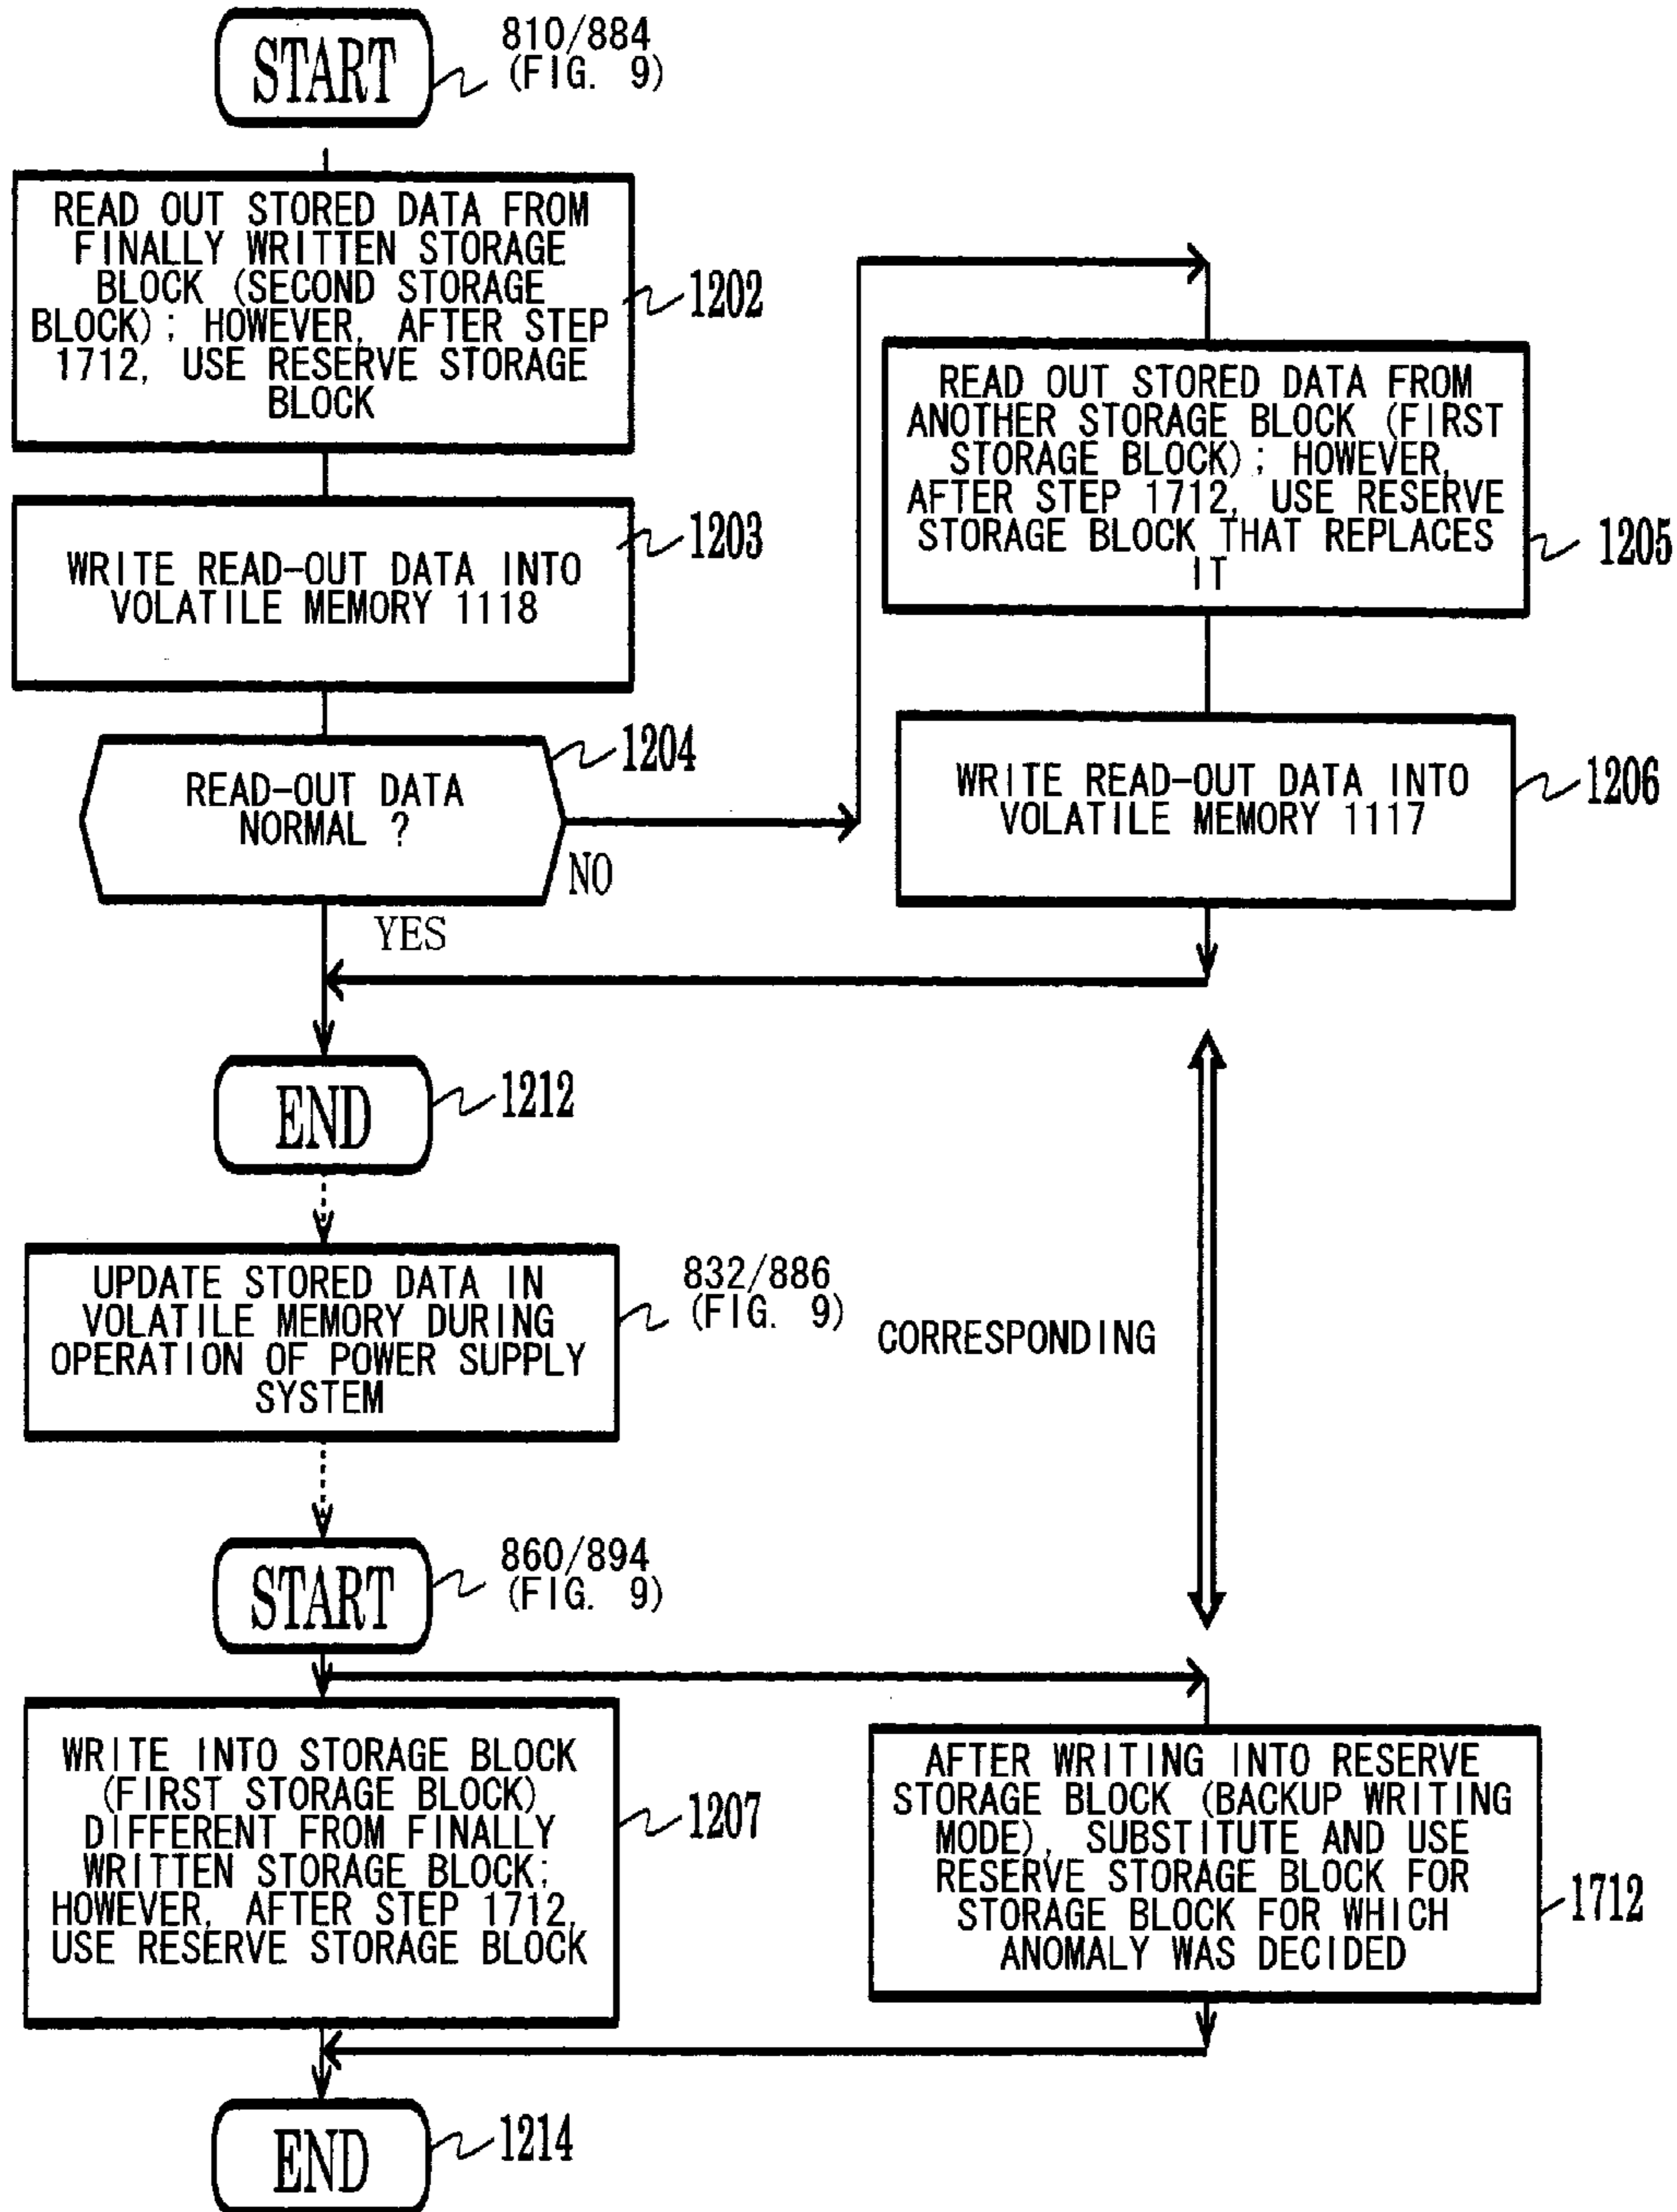 START
810/884
(FIG. 9)
READ OUT STORED DATA FROM
FINALLY WRITTEN STORAGE
BLOCK (SECOND STORAGE
BLOCK); HOWEVER, AFTER STEP
1712, USE RESERVE STORAGE
BLOCK
1202
WRITE READ-OUT DATA INTO
VOLATILE MEMORY 1118
1203
READ-OUT DATA
NORMAL ?
1204
NO
YES
READ OUT STORED DATA FROM
ANOTHER STORAGE BLOCK (FIRST
STORAGE BLOCK); HOWEVER,
AFTER STEP 1712, USE RESERVE
STORAGE BLOCK THAT REPLACES
IT
1205
WRITE READ-OUT DATA INTO
VOLATILE MEMORY 1117
1206
END
1212
UPDATE STORED DATA IN
VOLATILE MEMORY DURING
OPERATION OF POWER SUPPLY
SYSTEM
832/886
(FIG. 9)
CORRESPONDING
START
860/894
(FIG. 9)
WRITE INTO STORAGE BLOCK
(FIRST STORAGE BLOCK)
DIFFERENT FROM FINALLY
WRITTEN STORAGE BLOCK;
HOWEVER, AFTER STEP 1712,
USE RESERVE STORAGE BLOCK
1207
AFTER WRITING INTO RESERVE
STORAGE BLOCK (BACKUP WRITING
MODE), SUBSTITUTE AND USE
RESERVE STORAGE BLOCK FOR
STORAGE BLOCK FOR WHICH
ANOMALY WAS DECIDED
1712
END
1214